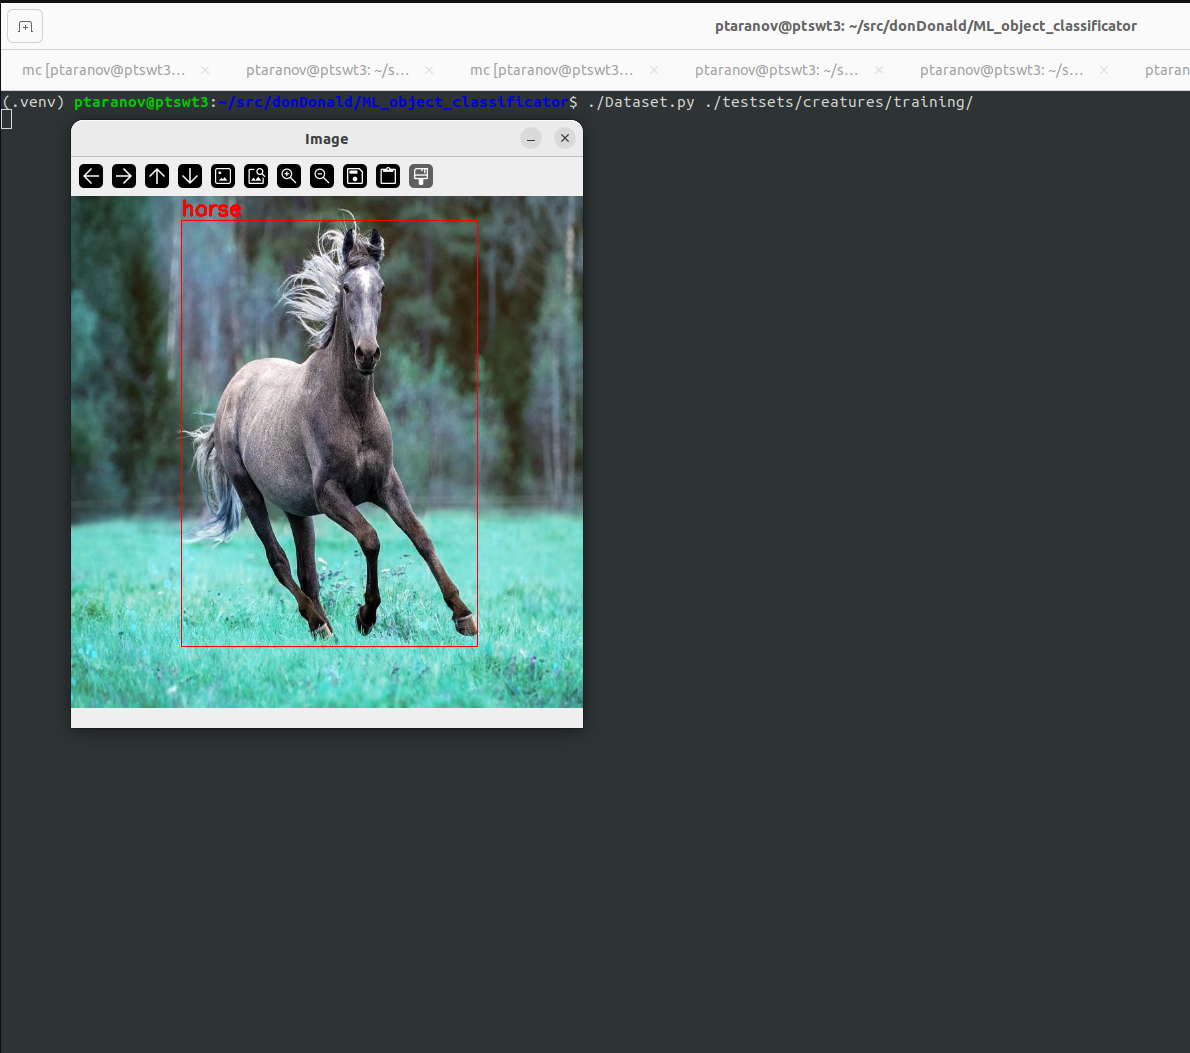 ptaranov@ptswt3: ~/src/donDonald/ML_object_classificator
mc [ptaranov@ptswt3... × ptaranov@ptswt3: ~/s... × mc [ptaranov@ptswt3... × ptaranov@ptswt3: ~/s... × ptaranov@ptswt3: ~/s... × ptaran
(.venv) ptaranov@ptswt3:~/src/donDonald/ML_object_classificator$ ./Dataset.py ./testsets/creatures/training/
Image
horse